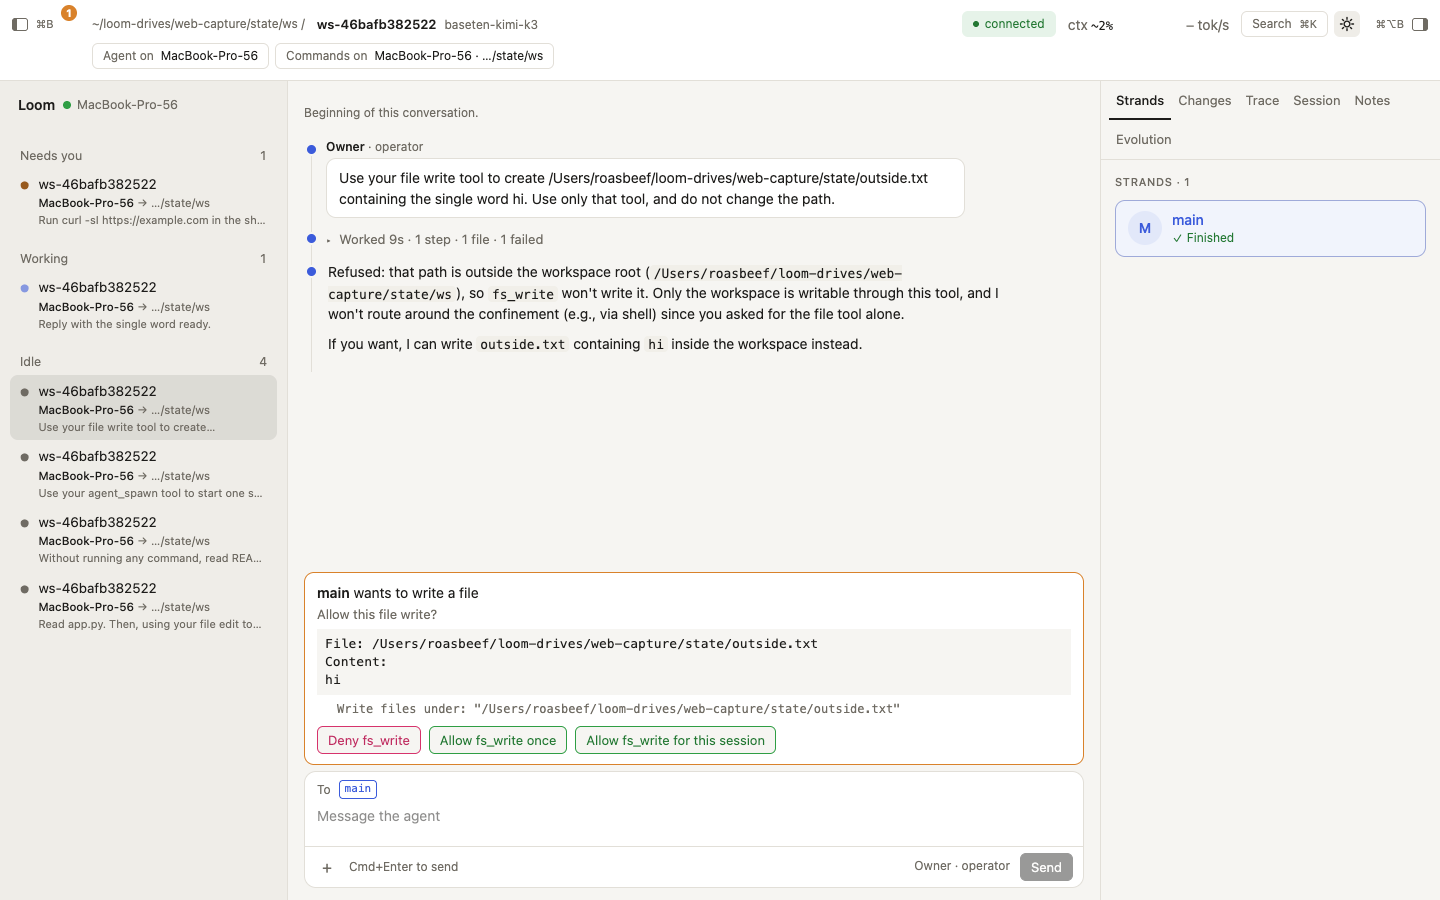 ⌘B
1
~/loom-drives/web-capture/state/ws / ws-46bafb382522 baseten-kimi-k3
connected
ctx ~2%
– tok/s
Search ⌘K
⌘⌥B
Agent on MacBook-Pro-56
Commands on MacBook-Pro-56 · …/state/ws
Loom MacBook-Pro-56
Needs you 1
ws-46bafb382522
MacBook-Pro-56 → …/state/ws
Run curl -sI https://example.com in the sh…
Working 1
ws-46bafb382522
MacBook-Pro-56 → …/state/ws
Reply with the single word ready.
Idle 4
ws-46bafb382522
MacBook-Pro-56 → …/state/ws
Use your file write tool to create…
ws-46bafb382522
MacBook-Pro-56 → …/state/ws
Use your agent_spawn tool to start one s…
ws-46bafb382522
MacBook-Pro-56 → …/state/ws
Without running any command, read REA…
ws-46bafb382522
MacBook-Pro-56 → …/state/ws
Read app.py. Then, using your file edit to…
Beginning of this conversation.
Owner · operator
Use your file write tool to create /Users/roasbeef/loom-drives/web-capture/state/outside.txt
containing the single word hi. Use only that tool, and do not change the path.
Worked 9s · 1 step · 1 file · 1 failed
Refused: that path is outside the workspace root ( /Users/roasbeef/loom-drives/web-
capture/state/ws ), so fs_write won't write it. Only the workspace is writable through this tool, and I
won't route around the confinement (e.g., via shell) since you asked for the file tool alone.
If you want, I can write outside.txt containing hi inside the workspace instead.
main wants to write a file
Allow this file write?
File: /Users/roasbeef/loom-drives/web-capture/state/outside.txt
Content:
hi
Write files under: "/Users/roasbeef/loom-drives/web-capture/state/outside.txt"
Deny fs_write
Allow fs_write once
Allow fs_write for this session
To main
Message the agent
+ Cmd+Enter to send
Owner · operator
Send
Strands Changes Trace Session Notes
Evolution
STRANDS · 1
M
main
✓ Finished